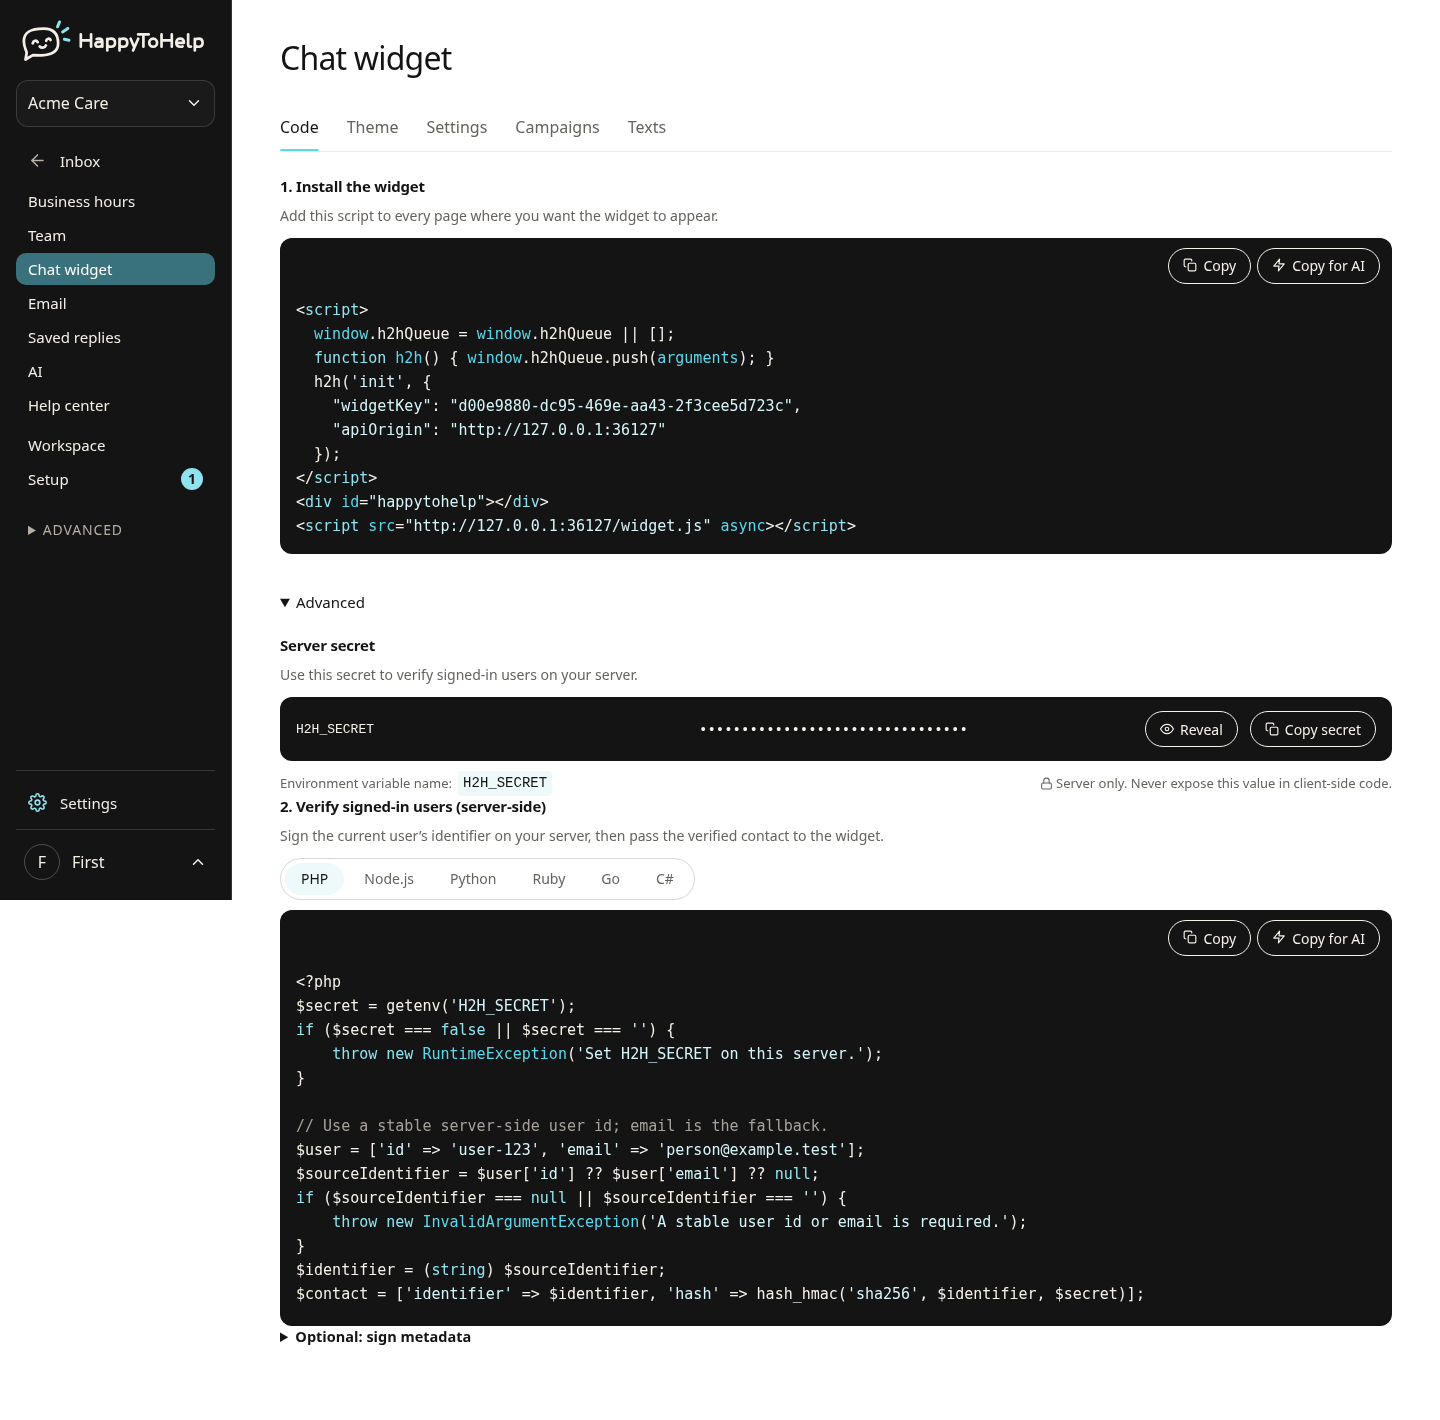 HappyToHelp
Acme Care
Inbox
Business hours
Team
Chat widget
Email
Saved replies
AI
Help center
Workspace
Setup 1
ADVANCED
Settings
F First
Chat widget
Code Theme Settings Campaigns Texts
1. Install the widget
Add this script to every page where you want the widget to appear.
Copy Copy for AI
<script>
  window.h2hQueue = window.h2hQueue || [];
  function h2h() { window.h2hQueue.push(arguments); }
  h2h('init', {
    "widgetKey": "d00e9880-dc95-469e-aa43-2f3cee5d723c",
    "apiOrigin": "http://127.0.0.1:36127"
  });
</script>
<div id="happytohelp"></div>
<script src="http://127.0.0.1:36127/widget.js" async></script>
Advanced
Server secret
Use this secret to verify signed-in users on your server.
H2H_SECRET •••••••••••••••••••••••••••••••• Reveal Copy secret
Environment variable name: H2H_SECRET Server only. Never expose this value in client-side code.
2. Verify signed-in users (server-side)
Sign the current user’s identifier on your server, then pass the verified contact to the widget.
PHP Node.js Python Ruby Go C#
Copy Copy for AI
<?php
$secret = getenv('H2H_SECRET');
if ($secret === false || $secret === '') {
    throw new RuntimeException('Set H2H_SECRET on this server.');
}
// Use a stable server-side user id; email is the fallback.
$user = ['id' => 'user-123', 'email' => 'person@example.test'];
$sourceIdentifier = $user['id'] ?? $user['email'] ?? null;
if ($sourceIdentifier === null || $sourceIdentifier === '') {
    throw new InvalidArgumentException('A stable user id or email is required.');
}
$identifier = (string) $sourceIdentifier;
$contact = ['identifier' => $identifier, 'hash' => hash_hmac('sha256', $identifier, $secret)];
Optional: sign metadata